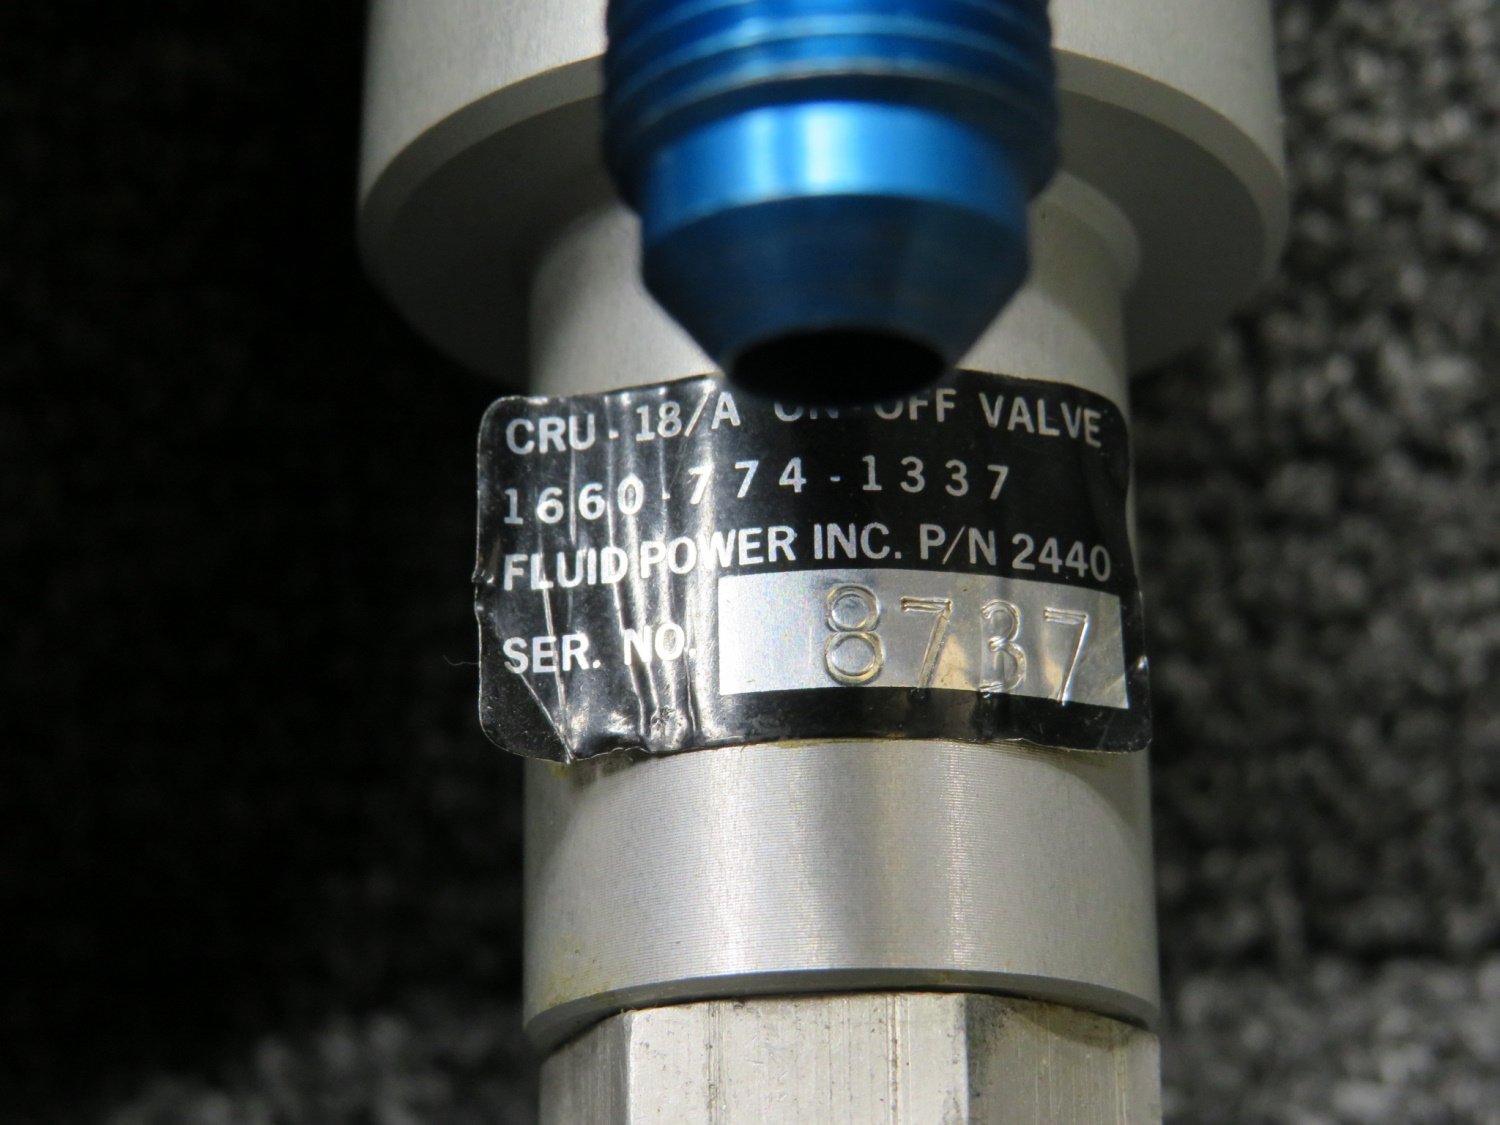 CRU-18/A ON-OFF VALVE
1660-774-1337
FLUID POWER INC. P/N 2440
SER. NO. 8737